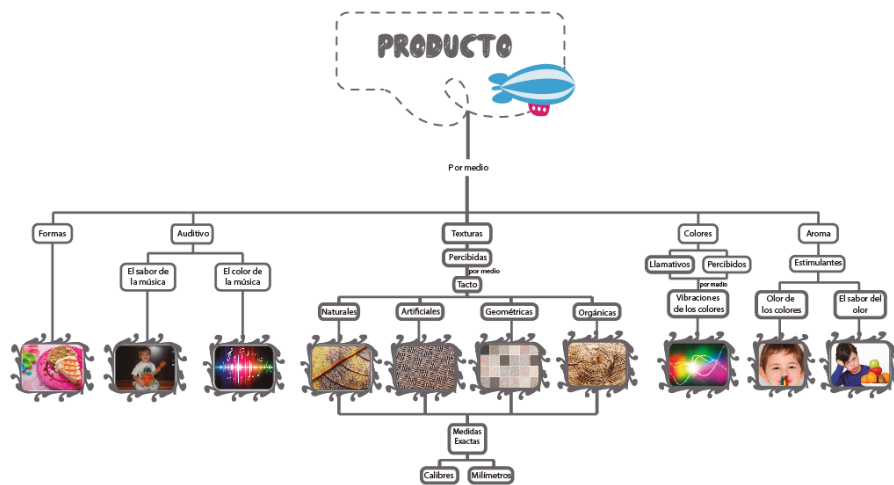 PRODUCTO
Por medio
Formas
Auditivo
Texturas
Colores
Aroma
Percibidas
por medio
Tacto
El sabor de
la música
El color de
la música
Llamativos
Percibidos
por medio
Estimulantes
Naturales
Artificiales
Geométricas
Orgánicas
Vibraciones
de los colores
Olor de
los colores
El sabor del
olor
Medidas
Exactas
Calibres
Milímetros